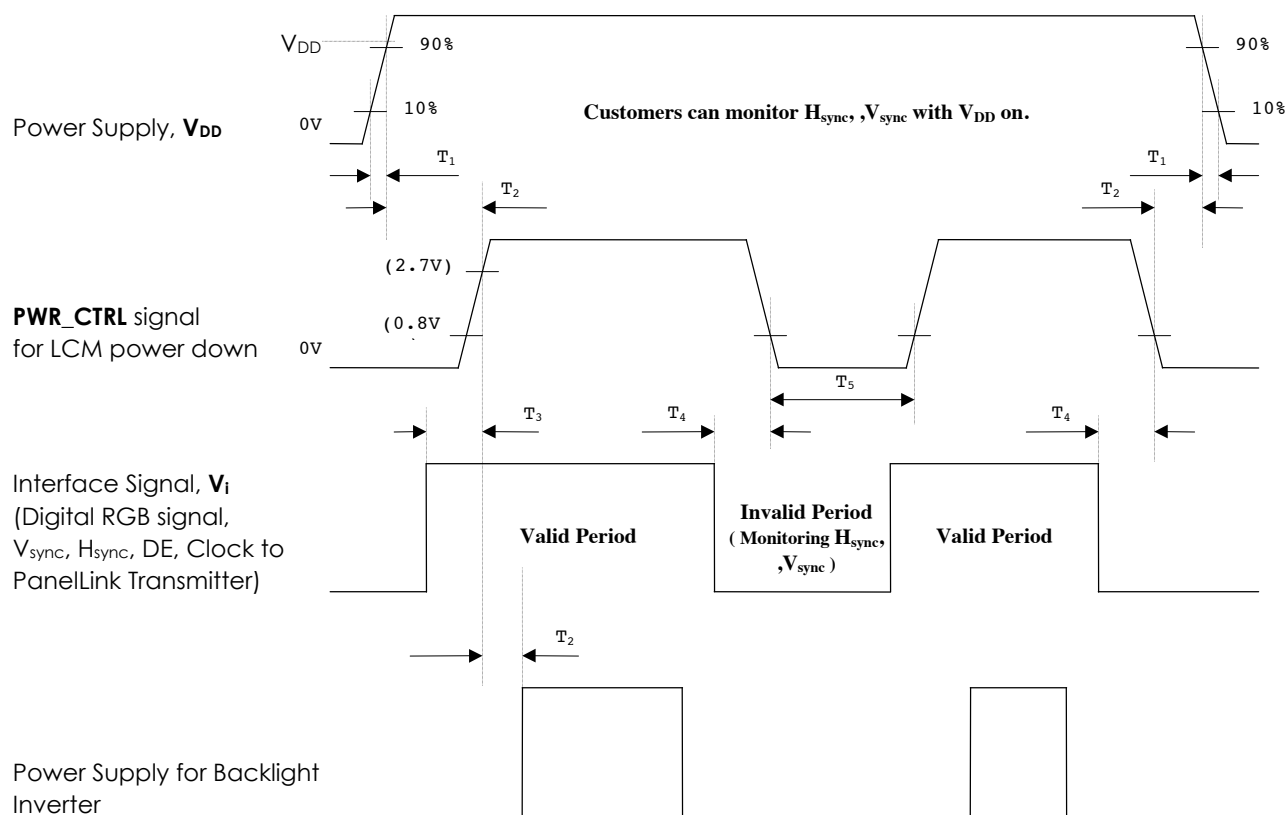 VDD
90%
90%
10%
10%
Power Supply, VDD
0V
Customers can monitor Hsync, ,Vsync with VDD on.
T1
T1
T2
T2
(2.7V)
PWR_CTRL signal
for LCM power down
(0.8V
0V
T5
T3
T4
T4
Interface Signal, Vi
(Digital RGB signal,
Vsync, Hsync, DE, Clock to
PanelLink Transmitter)
Valid Period
Invalid Period
( Monitoring Hsync,
,Vsync )
Valid Period
T2
Power Supply for Backlight
Inverter